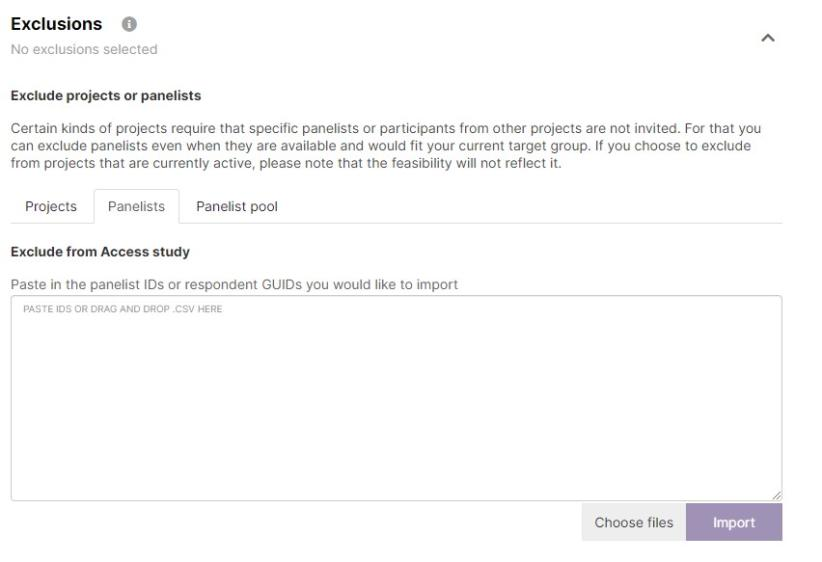 Exclusions
No exclusions selected
Exclude projects or panelists
Certain kinds of projects require that specific panelists or participants from other projects are not invited. For that you
can exclude panelists even when they are available and would fit your current target group. If you choose to exclude
from projects that are currently active, please note that the feasibility will not reflect it.
Projects Panelists Panelist pool
Exclude from Access study
Paste in the panelist IDs or respondent GUIDs you would like to import
PASTE IDS OR DRAG AND DROP .CSV HERE
Choose files Import